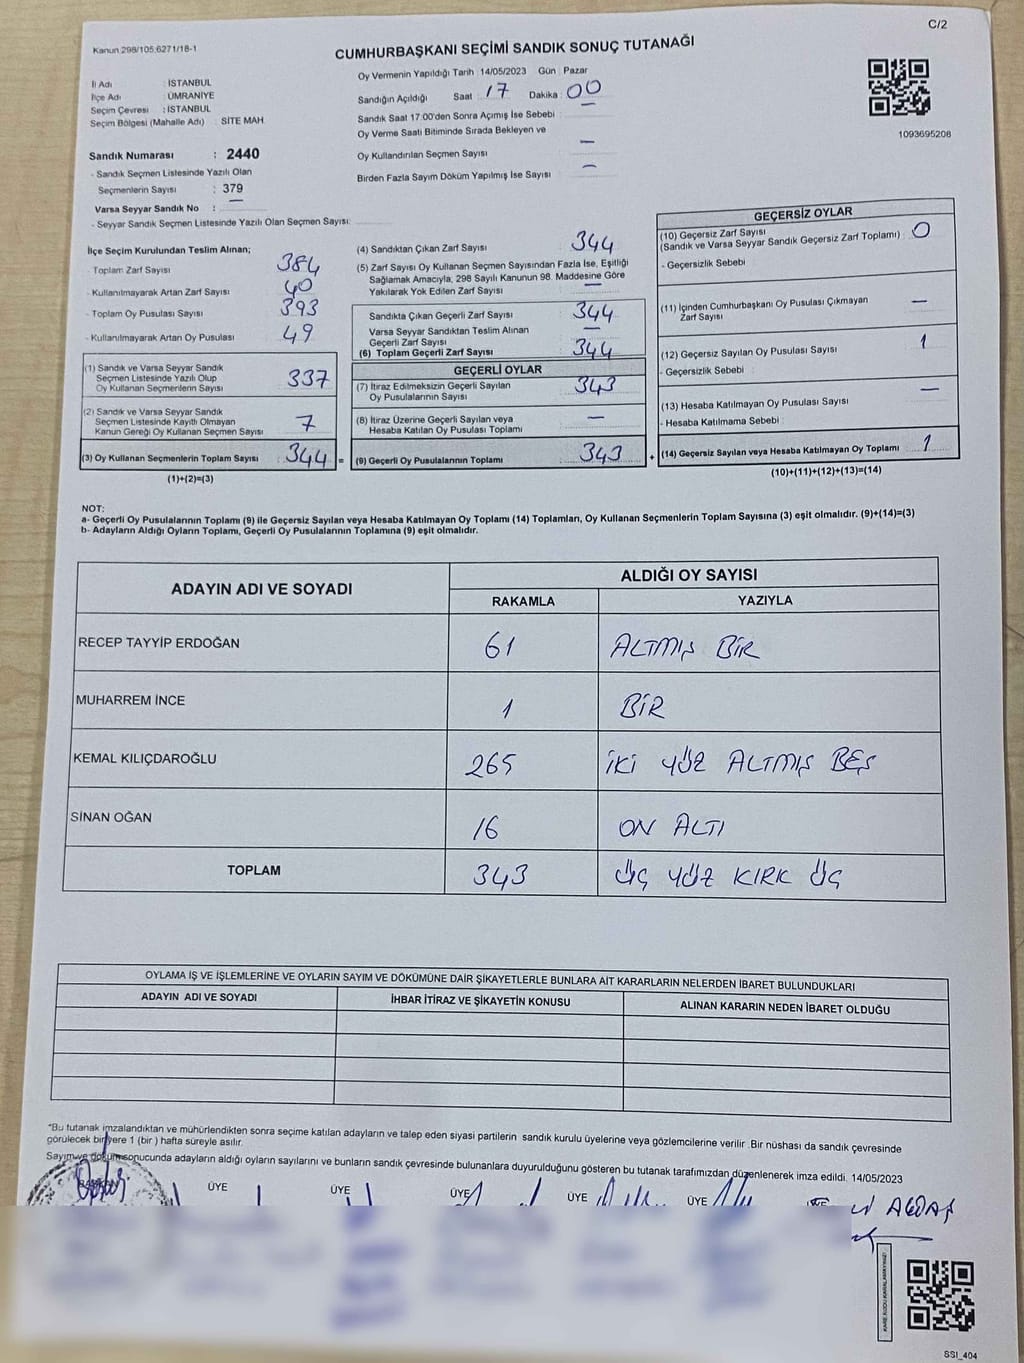 C/2
Kanun 298/105,6271/18-1
CUMHURBAŞKANI SEÇİMİ SANDIK SONUÇ TUTANAĞI
İl Adı : İSTANBUL
İlçe Adı : ÜMRANİYE
Seçim Çevresi : İSTANBUL
Seçim Bölgesi (Mahalle Adı) : SİTE MAH.
Sandık Numarası : 2440
- Sandık Seçmen Listesinde Yazılı Olan
Seçmenlerin Sayısı : 379
Varsa Seyyar Sandık No : —
- Seyyar Sandık Seçmen Listesinde Yazılı Olan Seçmen Sayısı:
Oy Vermenin Yapıldığı Tarih : 14/05/2023 Gün : Pazar
Sandığın Açıldığı Saat : 17 Dakika : 00
Sandık Saat 17:00'den Sonra Açımış İse Sebebi : —
Oy Verme Saati Bitiminde Sırada Bekleyen ve
Oy Kullandırılan Seçmen Sayısı —
Birden Fazla Sayım Döküm Yapılmış İse Sayısı —
1093695208
İlçe Seçim Kurulundan Teslim Alınan;
- Toplam Zarf Sayısı 384
- Kullanılmayarak Artan Zarf Sayısı 40
- Toplam Oy Pusulası Sayısı 393
- Kullanılmayarak Artan Oy Pusulası 49
(1) Sandık ve Varsa Seyyar Sandık
Seçmen Listesinde Yazılı Olup
Oy Kullanan Seçmenlerin Sayısı 337
(2) Sandık ve Varsa Seyyar Sandık
Seçmen Listesinde Kayıtlı Olmayan
Kanun Gereği Oy Kullanan Seçmen Sayısı 7
(3) Oy Kullanan Seçmenlerin Toplam Sayısı 344 =
(1)+(2)=(3)
(4) Sandıktan Çıkan Zarf Sayısı 344
(5) Zarf Sayısı Oy Kullanan Seçmen Sayısından Fazla İse, Eşitliği
Sağlamak Amacıyla, 298 Sayılı Kanunun 98. Maddesine Göre
Yakılarak Yok Edilen Zarf Sayısı —
Sandıkta Çıkan Geçerli Zarf Sayısı 344
Varsa Seyyar Sandıktan Teslim Alınan
Geçerli Zarf Sayısı —
(6) Toplam Geçerli Zarf Sayısı 344
GEÇERLİ OYLAR
(7) İtiraz Edilmeksizin Geçerli Sayılan
Oy Pusulalarının Sayısı 343
(8) İtiraz Üzerine Geçerli Sayılan veya
Hesaba Katılan Oy Pusulası Toplamı —
(9) Geçerli Oy Pusulalarının Toplamı 343 +
GEÇERSİZ OYLAR
(10) Geçersiz Zarf Sayısı
(Sandık ve Varsa Seyyar Sandık Geçersiz Zarf Toplamı) : 0
- Geçersizlik Sebebi :
(11) İçinden Cumhurbaşkanı Oy Pusulası Çıkmayan
Zarf Sayısı —
(12) Geçersiz Sayılan Oy Pusulası Sayısı 1
- Geçersizlik Sebebi :
(13) Hesaba Katılmayan Oy Pusulası Sayısı —
- Hesaba Katılmama Sebebi :
(14) Geçersiz Sayılan veya Hesaba Katılmayan Oy Toplamı 1
(10)+(11)+(12)+(13)=(14)
NOT:
a- Geçerli Oy Pusulalarının Toplamı (9) ile Geçersiz Sayılan veya Hesaba Katılmayan Oy Toplamı (14) Toplamları, Oy Kullanan Seçmenlerin Toplam Sayısına (3) eşit olmalıdır. (9)+(14)=(3)
b- Adayların Aldığı Oyların Toplamı, Geçerli Oy Pusulalarının Toplamına (9) eşit olmalıdır.
ADAYIN ADI VE SOYADI ALDIĞI OY SAYISI
RAKAMLA YAZIYLA
RECEP TAYYİP ERDOĞAN 61 ALTMIŞ BİR
MUHARREM İNCE 1 BİR
KEMAL KILIÇDAROĞLU 265 İKİ YÜZ ALTMIŞ BEŞ
SİNAN OĞAN 16 ON ALTI
TOPLAM 343 ÜÇ YÜZ KIRK ÜÇ
OYLAMA İŞ VE İŞLEMLERİNE VE OYLARIN SAYIM VE DÖKÜMÜNE DAİR ŞİKAYETLERLE BUNLARA AİT KARARLARIN NELERDEN İBARET BULUNDUKLARI
ADAYIN ADI VE SOYADI İHBAR İTİRAZ VE ŞİKAYETİN KONUSU ALINAN KARARIN NEDEN İBARET OLDUĞU
"Bu tutanak imzalandıktan ve mühürlendikten sonra seçime katılan adayların ve talep eden siyasi partilerin sandık kurulu üyelerine veya gözlemcilerine verilir. Bir nüshası da sandık çevresinde
görülecek bir yere 1 (bir ) hafta süreyle asılır.
Sayım ve döküm sonucunda adayların aldığı oyların sayılarını ve bunların sandık çevresinde bulunanlara duyurulduğunu gösteren bu tutanak tarafımızdan düzenlenerek imza edildi. 14/05/2023
BAŞKAN ÜYE ÜYE ÜYE ÜYE ÜYE
SSI_404